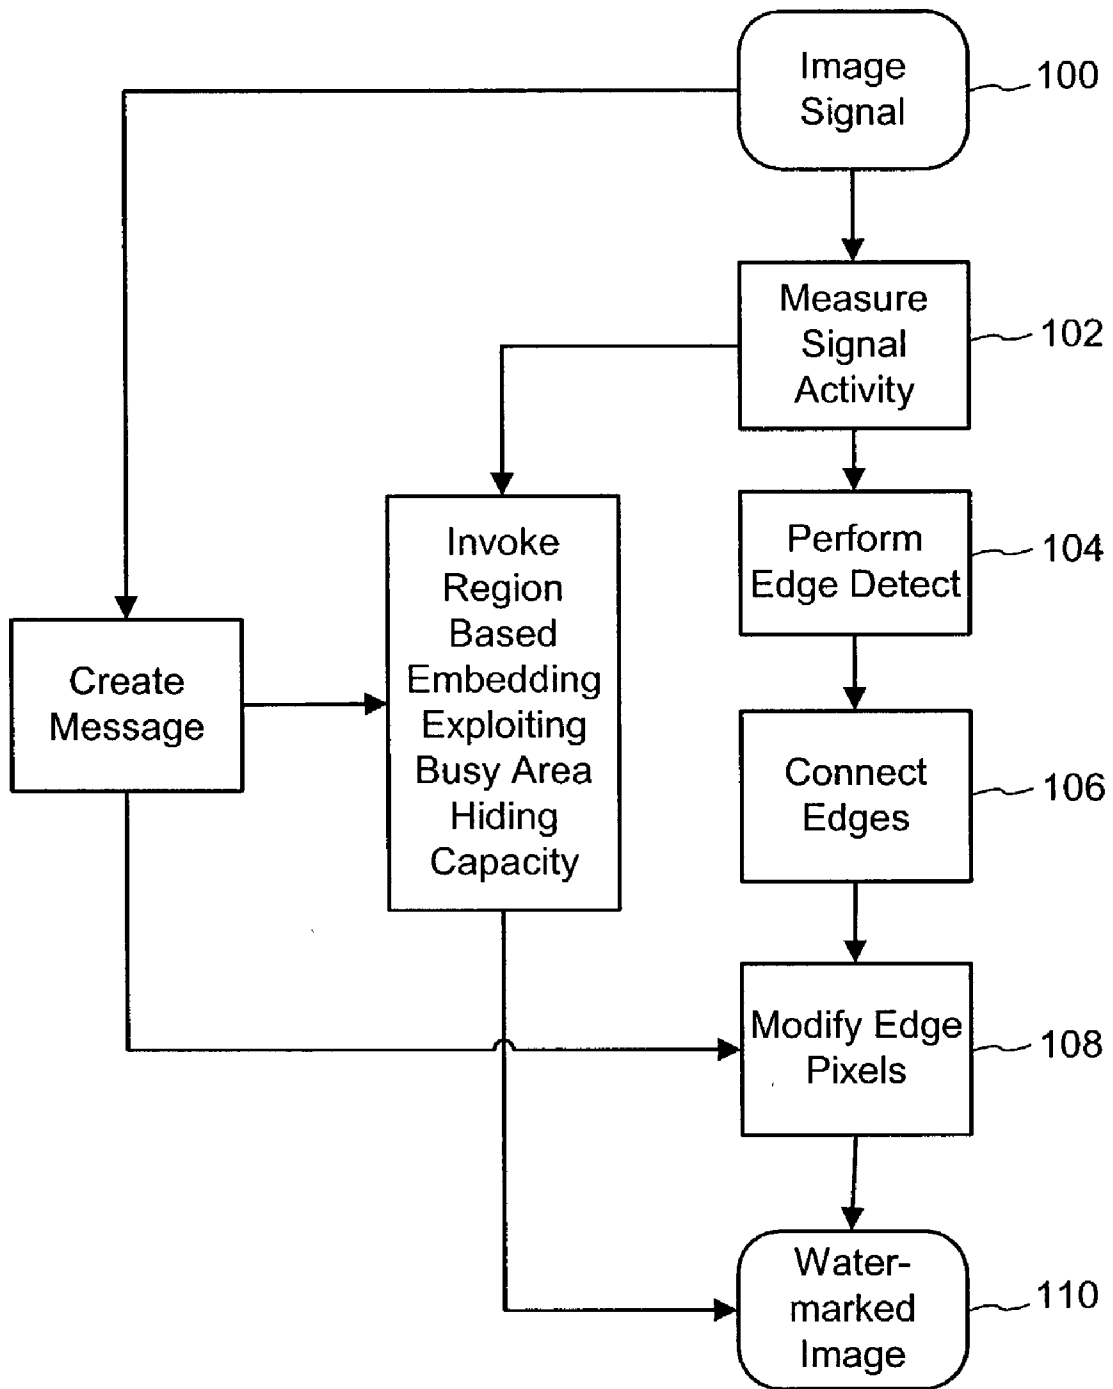 Image
Signal
100
Measure
Signal
Activity
102
Invoke
Region
Based
Embedding
Exploiting
Busy Area
Hiding
Capacity
Perform
Edge Detect
104
Create
Message
Connect
Edges
106
Modify Edge
Pixels
108
Water-
marked
Image
110